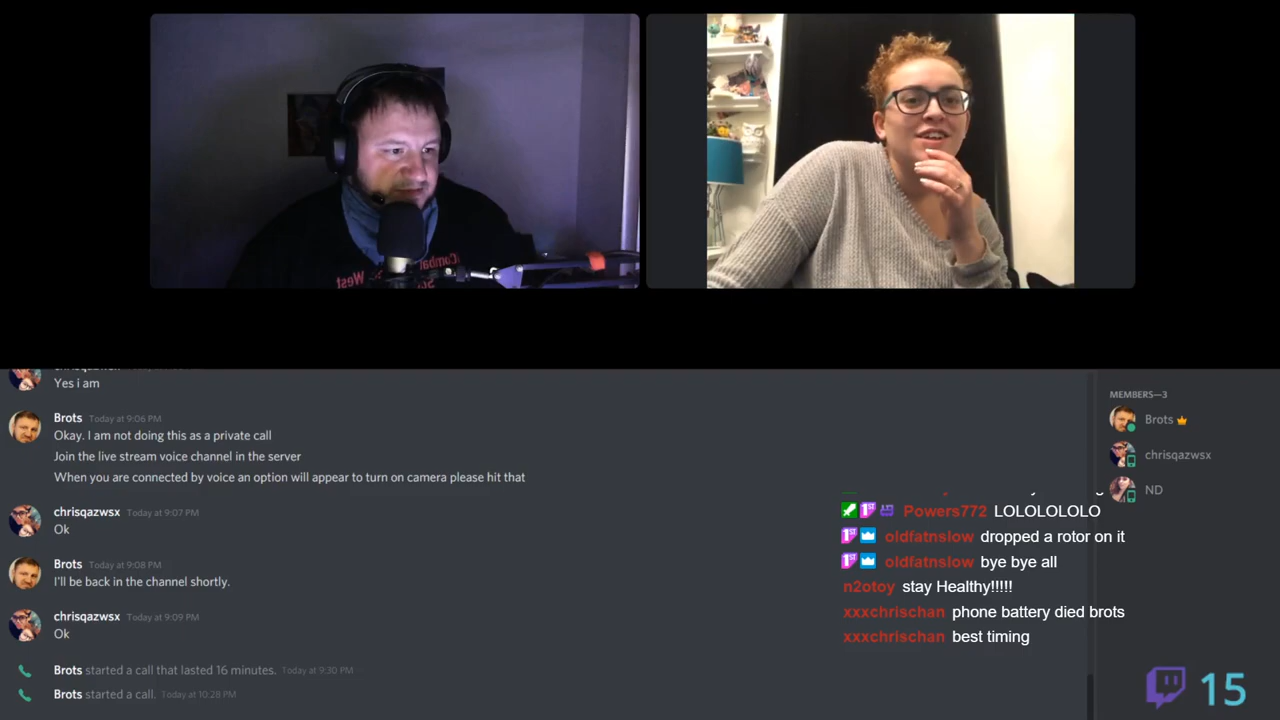 Combat
West
Yes i am
Brots Today at 9:06 PM
Okay. I am not doing this as a private call
Join the live stream voice channel in the server
When you are connected by voice an option will appear to turn on camera please hit that
chrisqazwsx Today at 9:07 PM
Ok
Brots Today at 9:08 PM
I'll be back in the channel shortly.
chrisqazwsx Today at 9:09 PM
Ok
Brots started a call that lasted 16 minutes. Today at 9:30 PM
Brots started a call. Today at 10:28 PM
MEMBERS—3
Brots
chrisqazwsx
ND
1ST Powers772 LOLOLOLOLO
1ST oldfatnslow dropped a rotor on it
1ST oldfatnslow bye bye all
n2otoy stay Healthy!!!!!
xxxchrischan phone battery died brots
xxxchrischan best timing
15